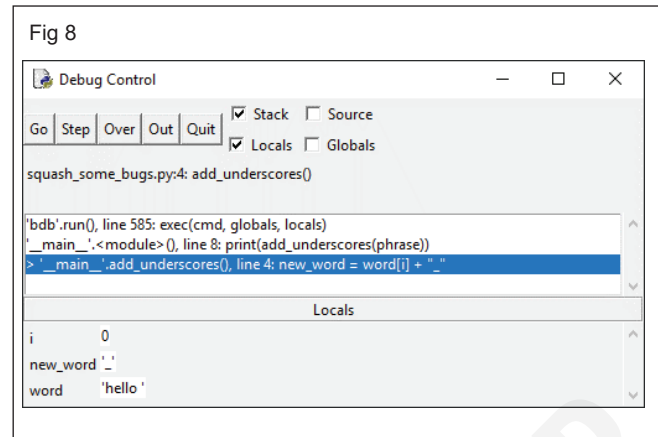 Fig 8
Debug Control
Go Step Over Out Quit Stack Source
Locals Globals
squash_some_bugs.py:4: add_underscores()
'bdb'.run(), line 585: exec(cmd, globals, locals)
'__main__'.<module>(), line 8: print(add_underscores(phrase))
> '__main__'.add_underscores(), line 4: new_word = word[i] + "_"
Locals
i 0
new_word '_'
word 'hello '